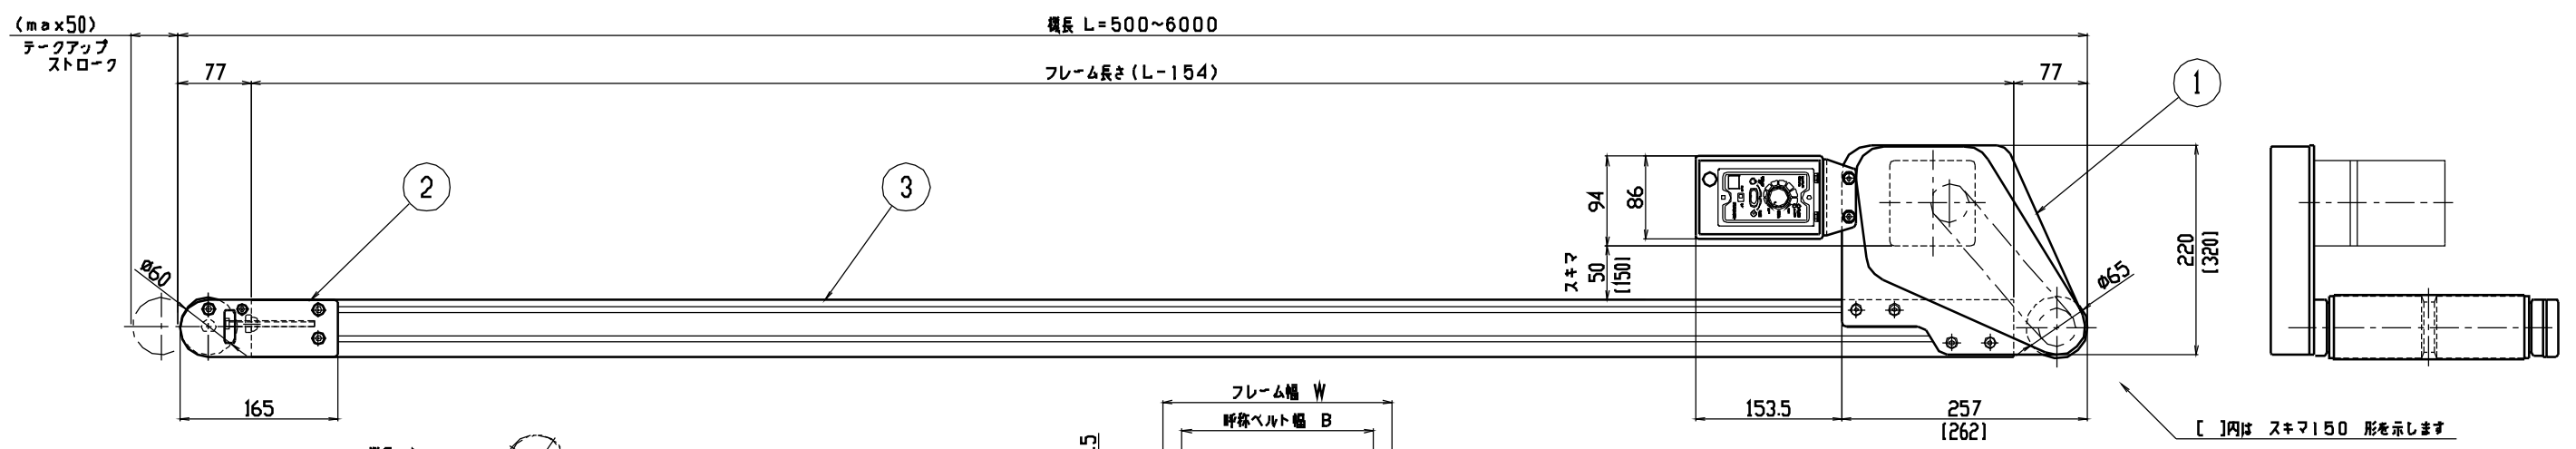 (max50)
テークアップ
ストローク
機長 L=500~6000
77
フレーム長さ(L-154)
77
1
2
3
94
86
スキマ
50
[150]
220
[320]
ø60
ø65
165
153.5
257
[262]
フレーム幅 W
呼称ベルト幅 B
.5
[ ]内は スキマ150 形を示します